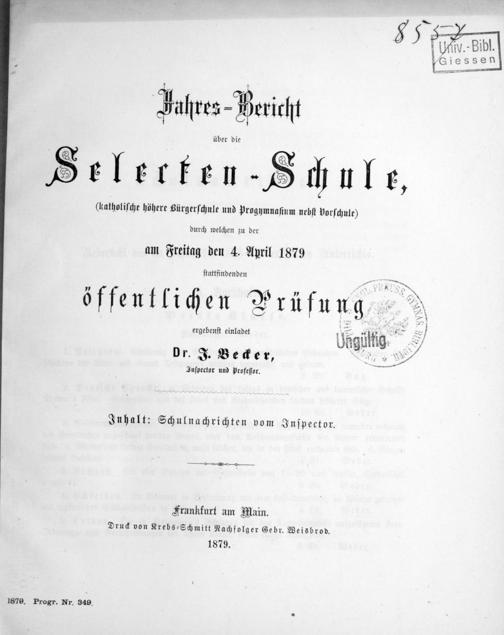 Univ.-Bibl.
Giessen
Jahres-Bericht
über die
Selecten-Schule,
(katholische höhere Bürgerschule und Progymnasium nebst Vorschule)
durch welchen zu der
am Freitag den 4. April 1879
stattfindenden
öffentlichen Prüfung
ergebenst einladet
Ungültig.
Dr. J. Becker,
Inspector und Professor.
Inhalt: Schulnachrichten vom Inspector.
Frankfurt am Main.
Druck von Krebs-Schmitt Nachfolger Gebr. Weisbrod.
1879.
1879. Progr. Nr. 349.